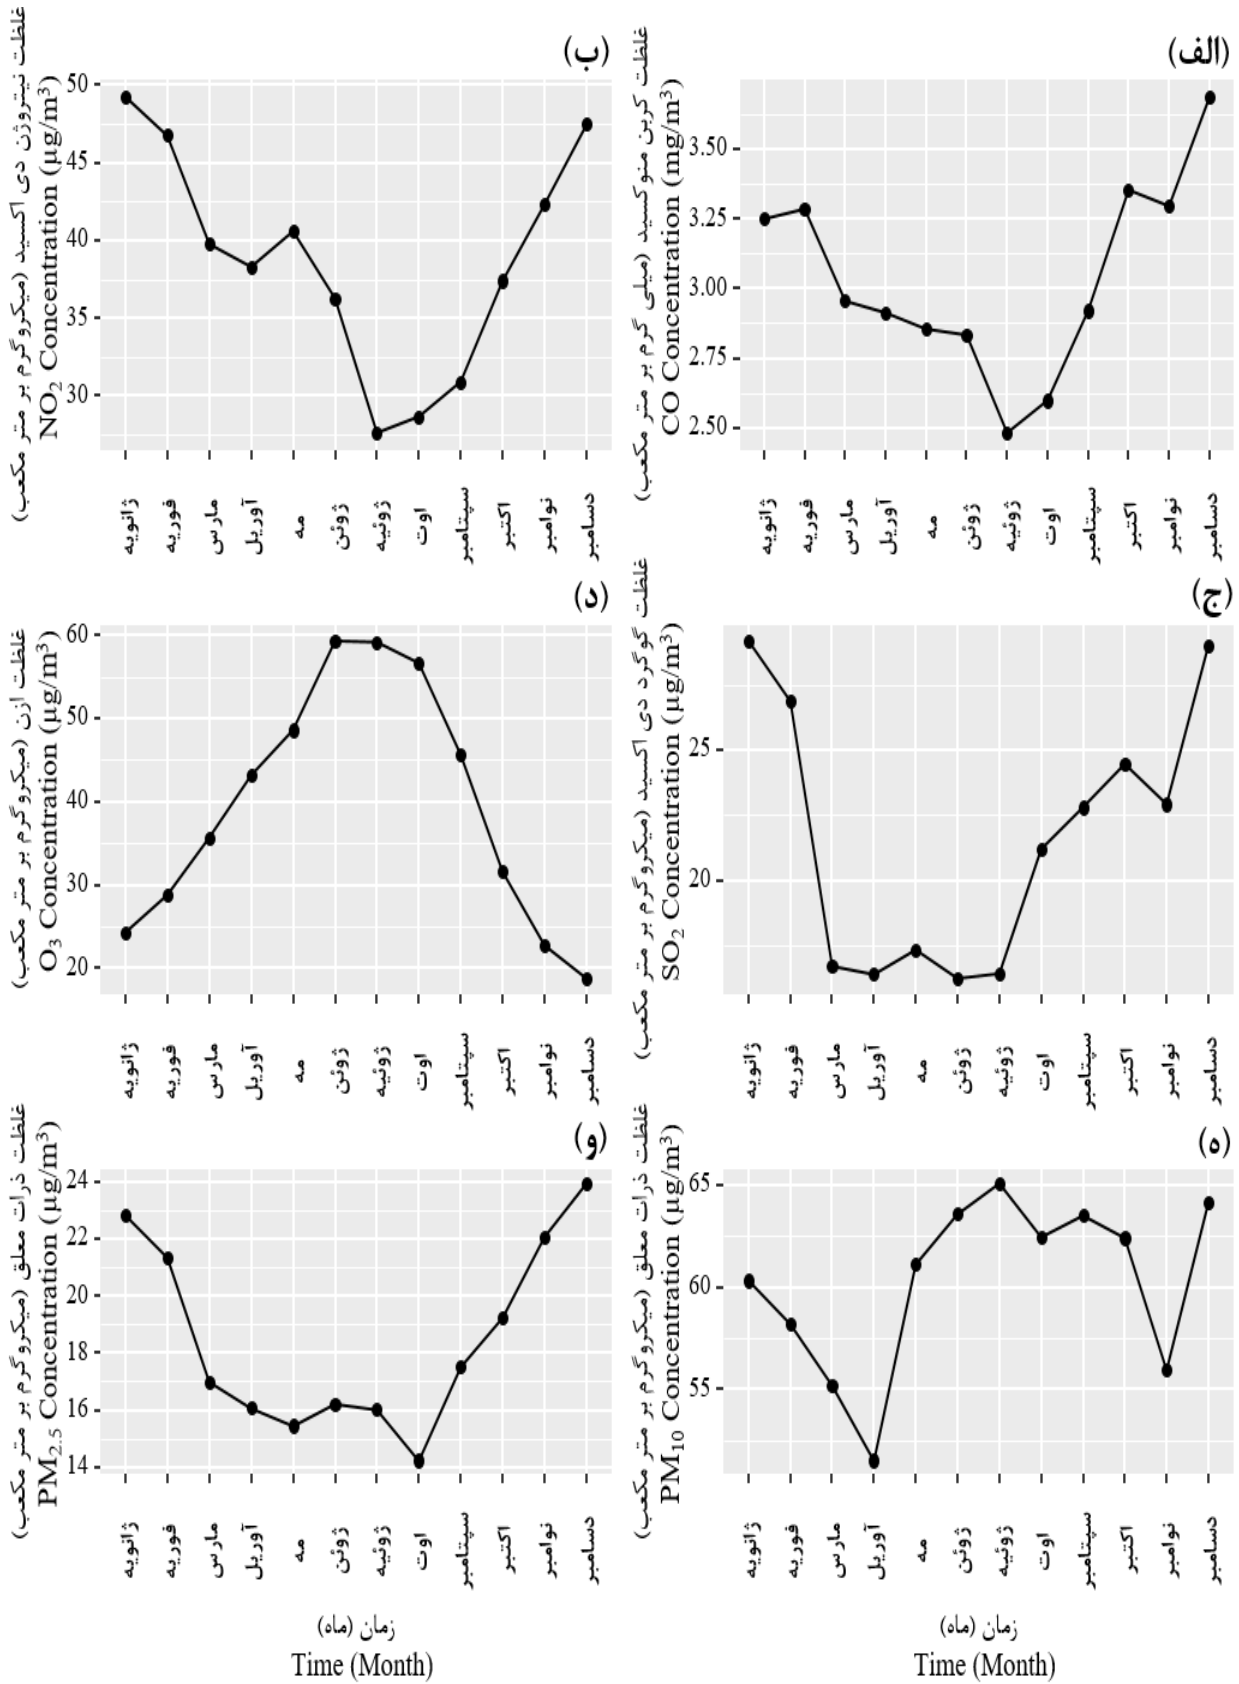 (الف)
غلظت کربن منوکسید (میلی گرم بر متر مکعب)
CO Concentration (mg/m³)
3.50
3.25
3.00
2.75
2.50
ژانویه
فوریه
مارس
آوریل
مه
ژوئن
ژوئیه
اوت
سپتامبر
اکتبر
نوامبر
دسامبر
(ب)
غلظت نیتروژن دی اکسید (میکروگرم بر متر مکعب)
NO₂ Concentration (µg/m³)
50
45
40
35
30
ژانویه
فوریه
مارس
آوریل
مه
ژوئن
ژوئیه
اوت
سپتامبر
اکتبر
نوامبر
دسامبر
(ج)
غلظت گوگرد دی اکسید (میکروگرم بر متر مکعب)
SO₂ Concentration (µg/m³)
25
20
ژانویه
فوریه
مارس
آوریل
مه
ژوئن
ژوئیه
اوت
سپتامبر
اکتبر
نوامبر
دسامبر
(د)
غلظت ازن (میکروگرم بر متر مکعب)
O₃ Concentration (µg/m³)
60
50
40
30
20
ژانویه
فوریه
مارس
آوریل
مه
ژوئن
ژوئیه
اوت
سپتامبر
اکتبر
نوامبر
دسامبر
(ه)
غلظت ذرات معلق (میکروگرم بر متر مکعب)
PM₁₀ Concentration (µg/m³)
65
60
55
ژانویه
فوریه
مارس
آوریل
مه
ژوئن
ژوئیه
اوت
سپتامبر
اکتبر
نوامبر
دسامبر
زمان (ماه)
Time (Month)
(و)
غلظت ذرات معلق (میکروگرم بر متر مکعب)
PM₂.₅ Concentration (µg/m³)
24
22
20
18
16
14
ژانویه
فوریه
مارس
آوریل
مه
ژوئن
ژوئیه
اوت
سپتامبر
اکتبر
نوامبر
دسامبر
زمان (ماه)
Time (Month)